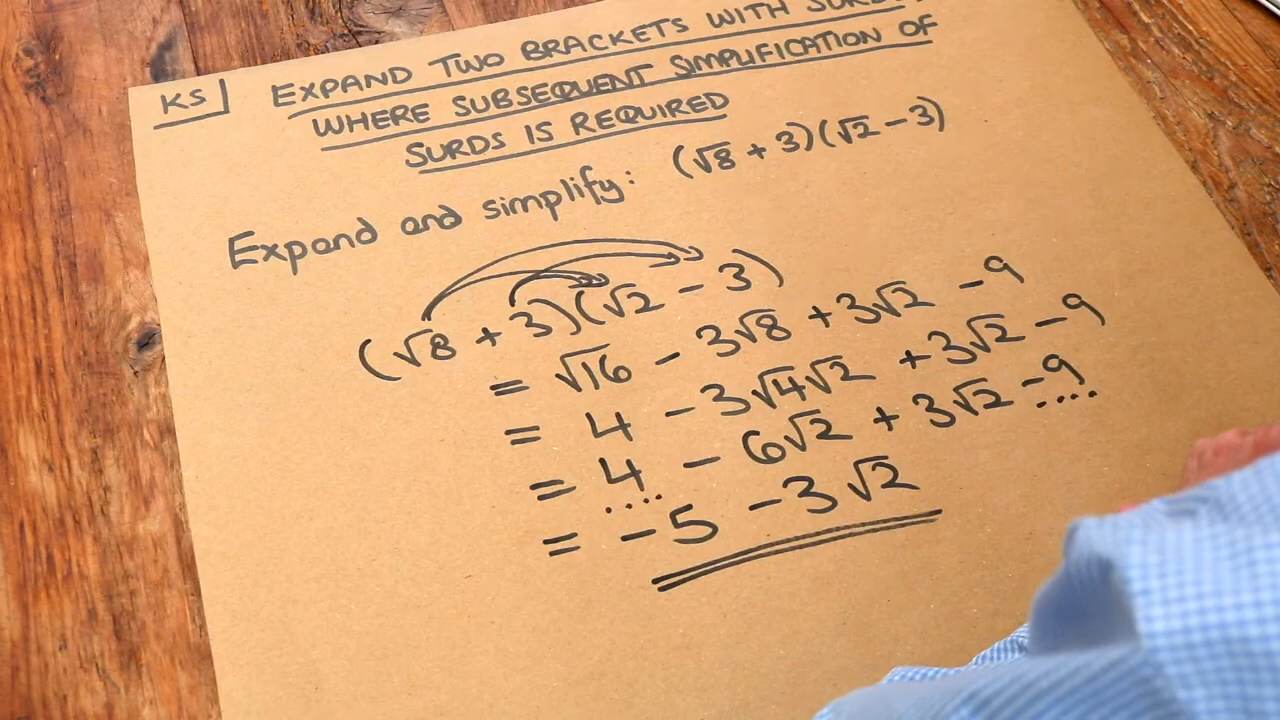 KS EXPAND TWO BRACKETS WITH SURDS
WHERE SUBSEQUENT SIMPLIFICATION OF
SURDS IS REQUIRED
Expand and simplify: (√8 + 3)(√2 − 3)
(√8 + 3)(√2 − 3)
= √16 − 3√8 + 3√2 − 9
= 4 − 3√4√2 + 3√2 − 9
= 4 − 6√2 + 3√2 − 9
= −5 − 3√2